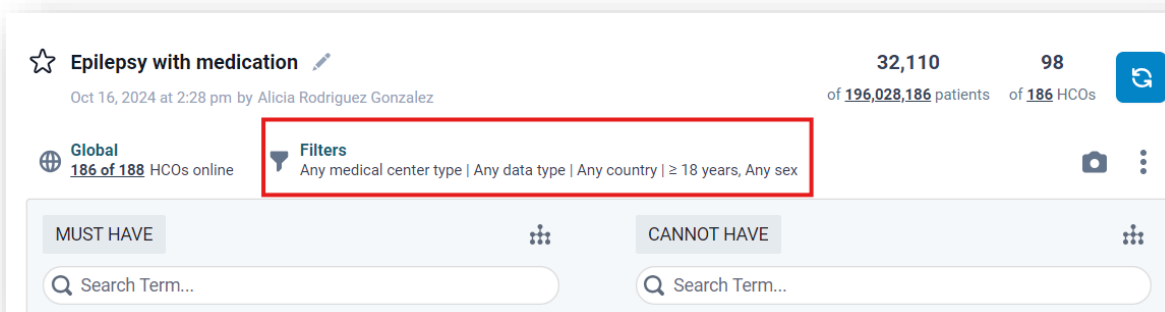 Epilepsy with medication
Oct 16, 2024 at 2:28 pm by Alicia Rodriguez Gonzalez
32,110
of 196,028,186 patients
98
of 186 HCOs
Global
186 of 188 HCOs online
Filters
Any medical center type | Any data type | Any country | ≥ 18 years, Any sex
MUST HAVE
CANNOT HAVE
Search Term...
Search Term...